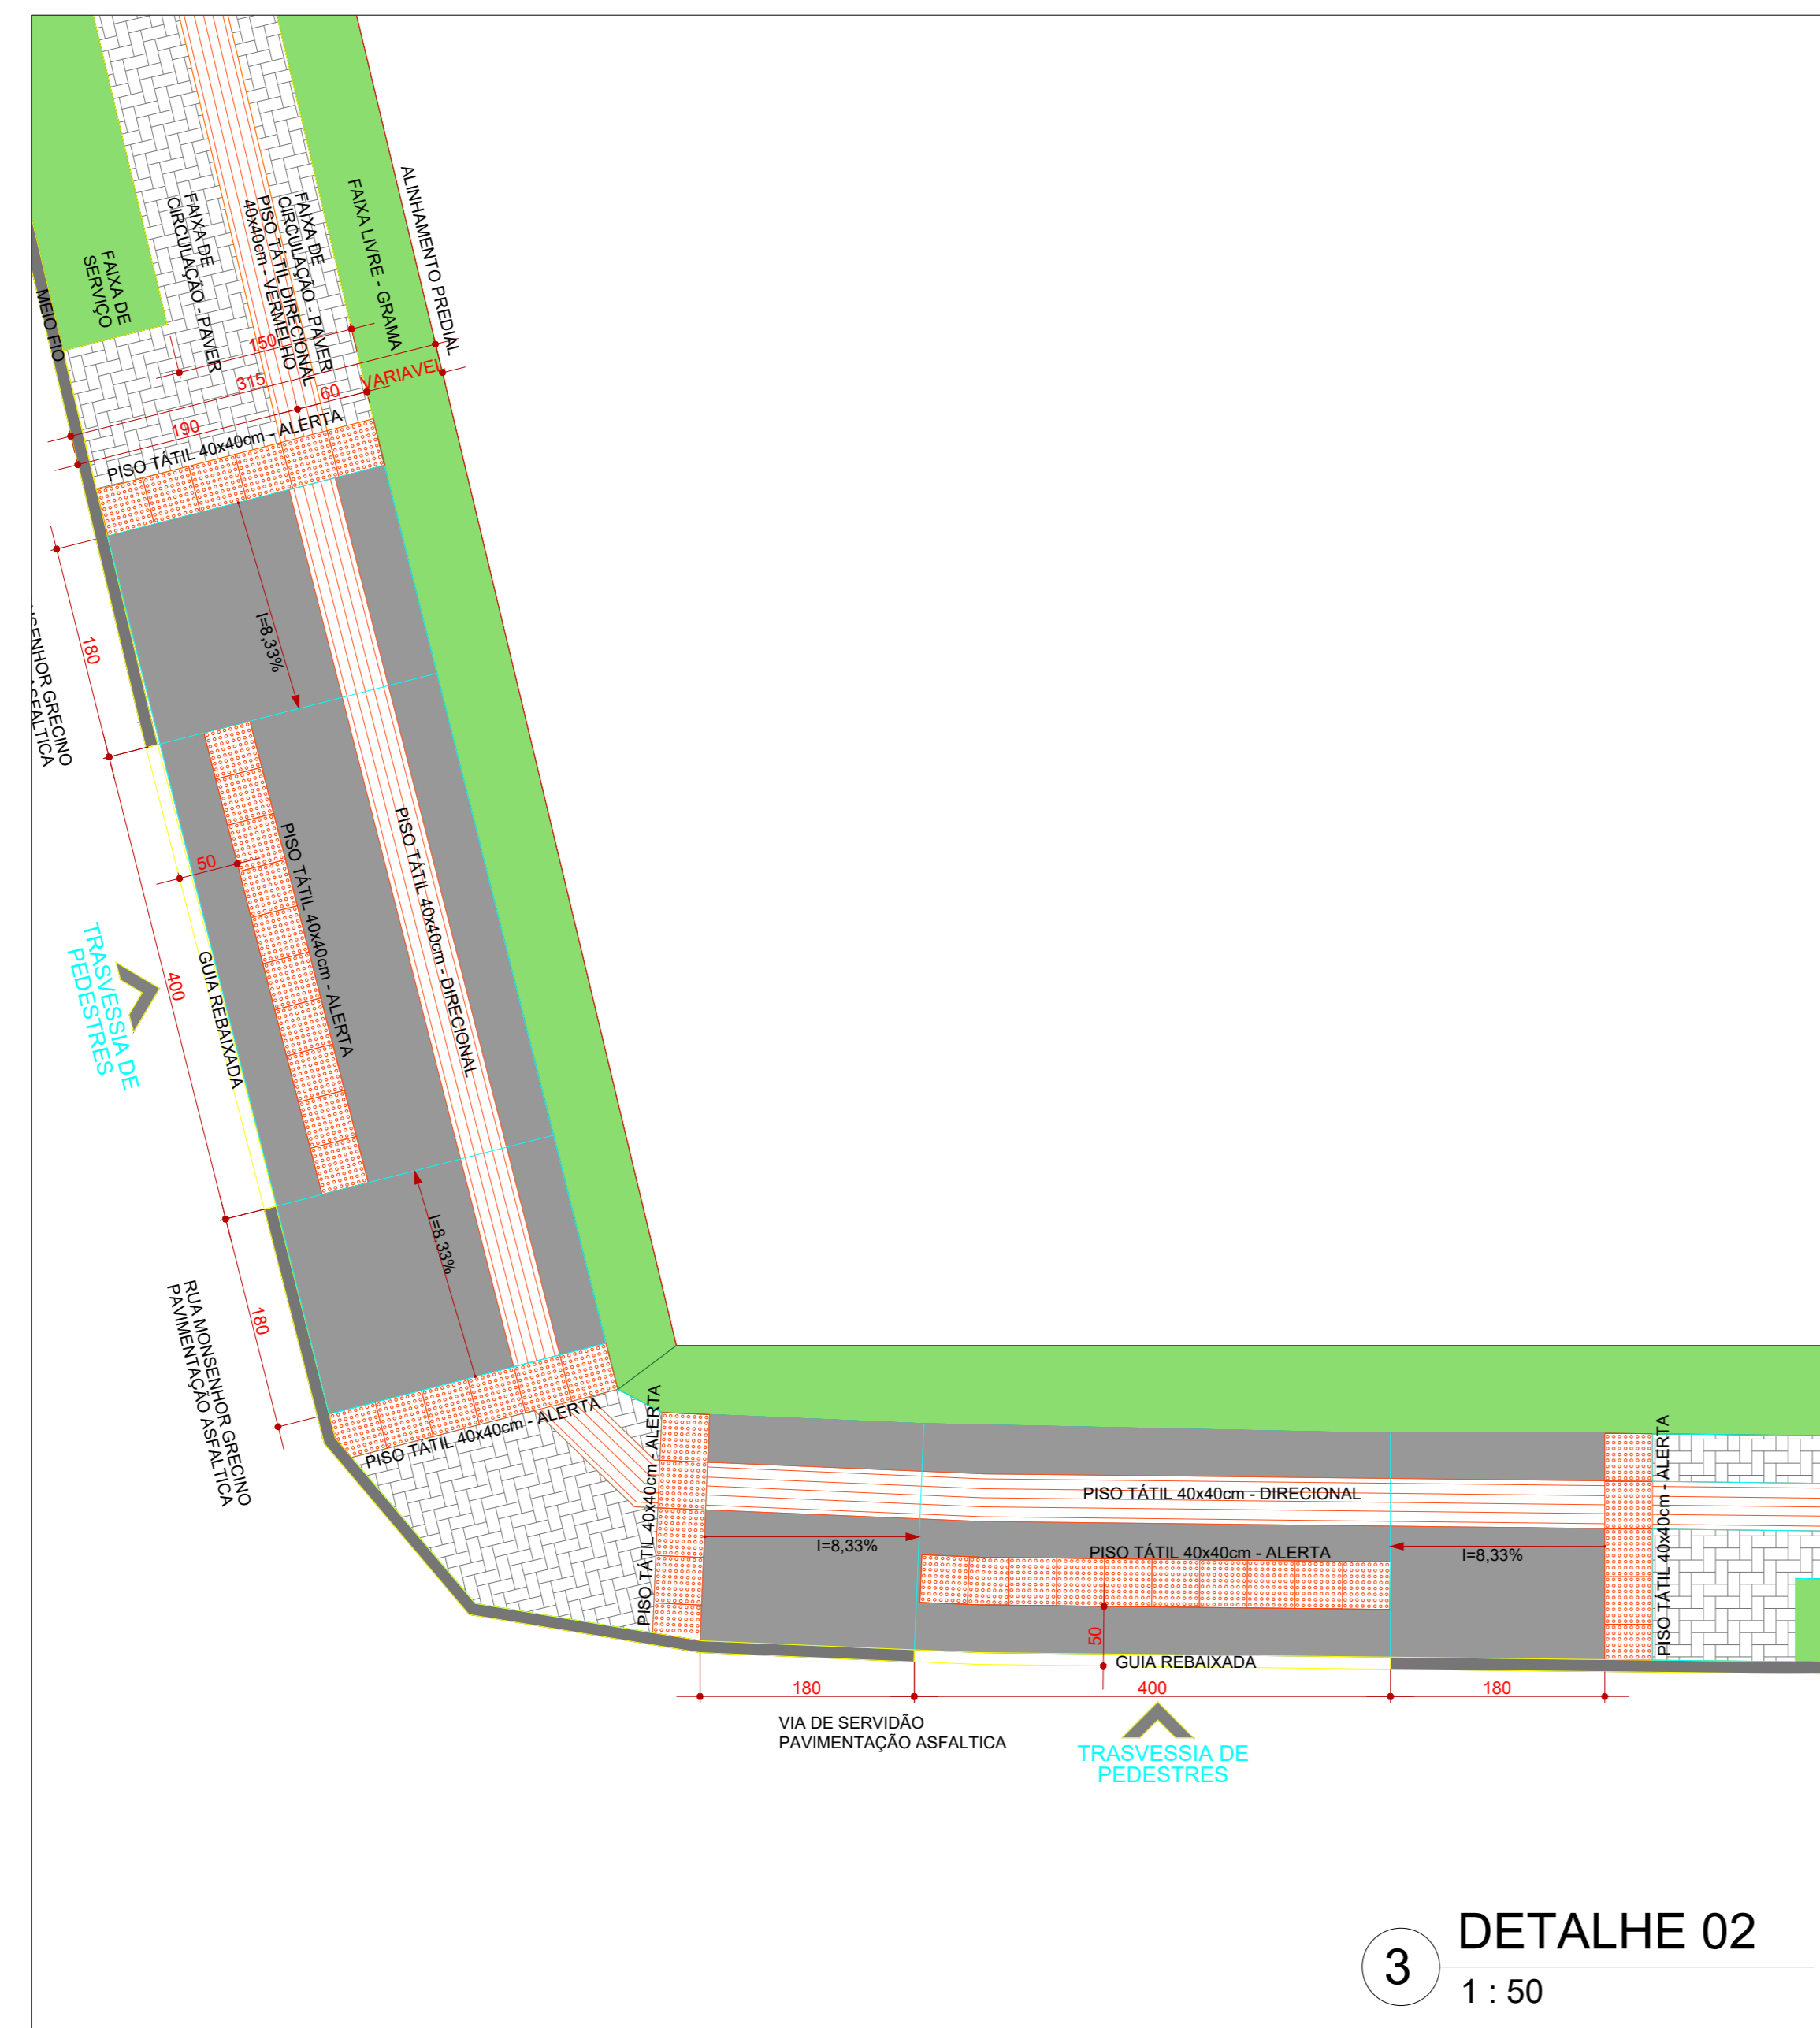 ALINHAMENTO PREDIAL
FAIXA LIVRE - GRAMA
FAIXA DE
CIRCULAÇÃO - PAVER
PISO TÁTIL DIRECIONAL
40x40cm - VERMELHO
FAIXA DE
CIRCULAÇÃO - PAVER
FAIXA DE
SERVIÇO
MEIO FIO
150
315
VARIAVEL
60
190
PISO TÁTIL 40x40cm - ALERTA
180
I=8,33%
GRECINO
PISO TÁTIL 40x40cm - DIRECIONAL
PISO TÁTIL 40x40cm - ALERTA
50
GUIA REBAIXADA
400
TRASVESSIA DE
PEDESTRES
I=8,33%
180
RUA MONSENHOR GRECINO
PAVIMENTAÇÃO ASFALTICA
PISO TÁTIL 40x40cm - ALERTA
PISO TÁTIL 40x40cm - ALERTA
PISO TÁTIL 40x40cm - DIRECIONAL
I=8,33%
PISO TÁTIL 40x40cm - ALERTA
I=8,33%
PISO TÁTIL 40x40cm - ALERTA
50
GUIA REBAIXADA
180
400
180
VIA DE SERVIDÃO
PAVIMENTAÇÃO ASFALTICA
TRASVESSIA DE
PEDESTRES
3
DETALHE 02
1 : 50